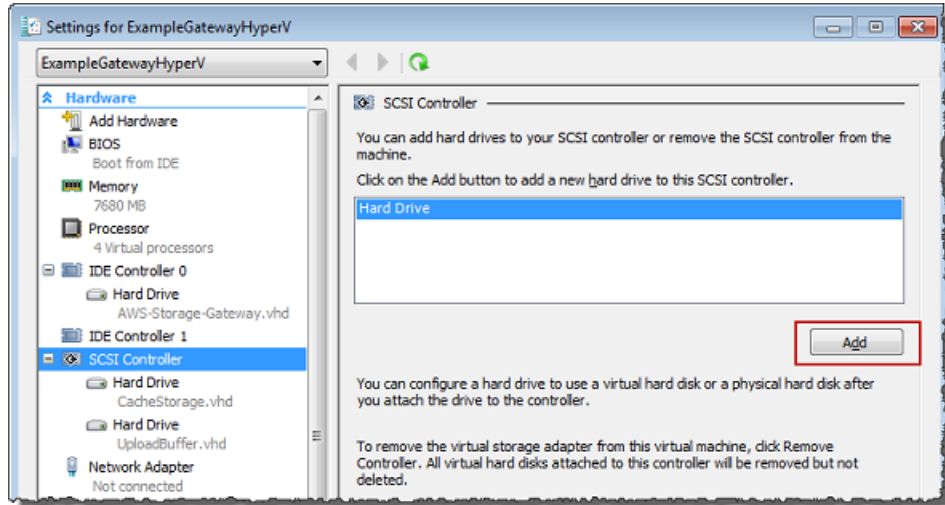 Settings for ExampleGatewayHyperV
ExampleGatewayHyperV
Hardware
Add Hardware
BIOS
Boot from IDE
Memory
7680 MB
Processor
4 Virtual processors
IDE Controller 0
Hard Drive
AWS-Storage-Gateway.vhd
IDE Controller 1
SCSI Controller
Hard Drive
CacheStorage.vhd
Hard Drive
UploadBuffer.vhd
Network Adapter
Not connected
SCSI Controller
You can add hard drives to your SCSI controller or remove the SCSI controller from the
machine.
Click on the Add button to add a new hard drive to this SCSI controller.
Hard Drive
Add
You can configure a hard drive to use a virtual hard disk or a physical hard disk after
you attach the drive to the controller.
To remove the virtual storage adapter from this virtual machine, click Remove
Controller. All virtual hard disks attached to this controller will be removed but not
deleted.